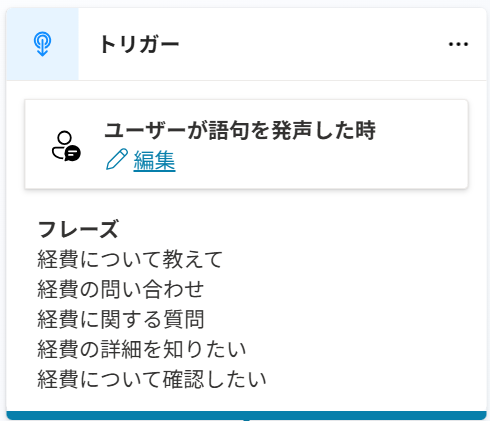 トリガー
ユーザーが語句を発声した時
編集
フレーズ
経費について教えて
経費の問い合わせ
経費に関する質問
経費の詳細を知りたい
経費について確認したい